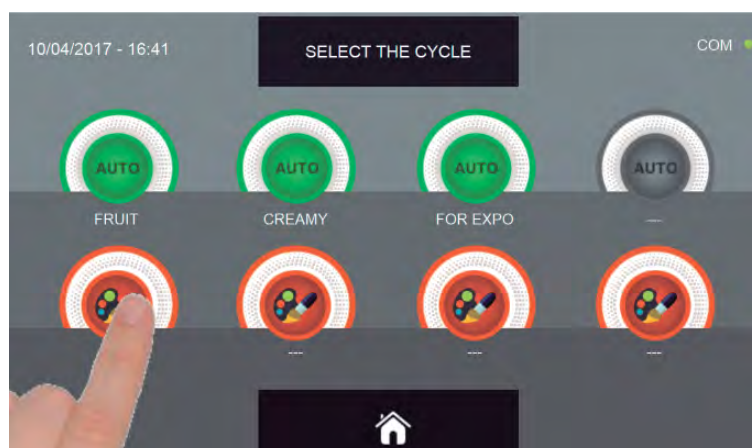 10/04/2017 - 16:41
SELECT THE CYCLE
COM
AUTO
AUTO
AUTO
AUTO
FRUIT
CREAMY
FOR EXPO
---
---
---
---